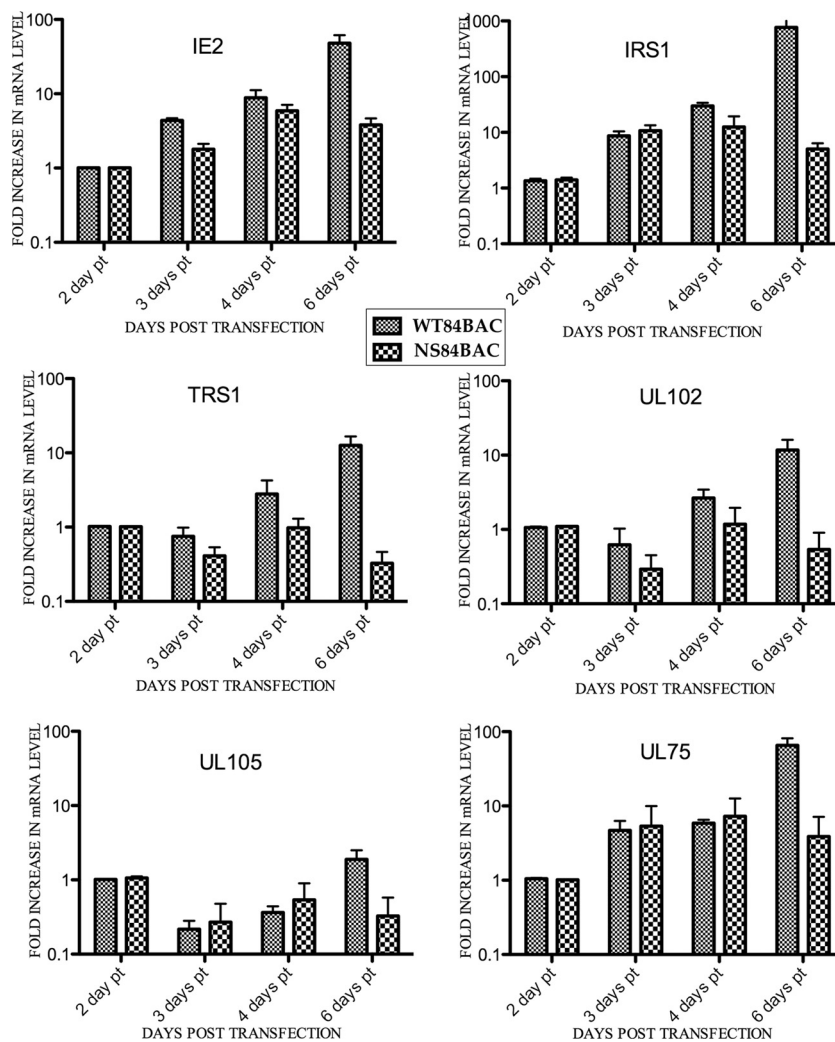 IE2
FOLD INCREASE IN mRNA LEVEL
100
10
1
0.1
2 day pt
3 days pt
4 days pt
6 days pt
DAYS POST TRANSFECTION
IRS1
FOLD INCREASE IN mRNA LEVEL
1000
100
10
1
0.1
2 day pt
3 days pt
4 days pt
6 days pt
DAYS POST TRANSFECTION
WT84BAC
NS84BAC
TRS1
FOLD INCREASE IN mRNA LEVEL
100
10
1
0.1
2 day pt
3 days pt
4 days pt
6 days pt
DAYS POST TRANSFECTION
UL102
FOLD INCREASE IN mRNA LEVEL
100
10
1
0.1
2 day pt
3 days pt
4 days pt
6 days pt
DAYS POST TRANSFECTION
UL105
FOLD INCREASE IN mRNA LEVEL
100
10
1
0.1
2 day pt
3 days pt
4 days pt
6 days pt
DAYS POST TRANSFECTION
UL75
FOLD INCREASE IN mRNA LEVEL
100
10
1
0.1
2 day pt
3 days pt
4 days pt
6 days pt
DAYS POST TRANSFECTION